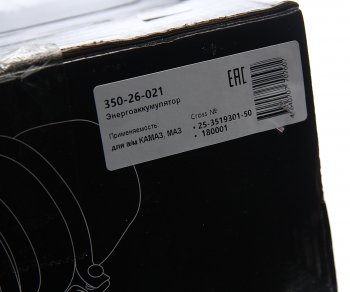 350-26-021
Энергоаккумулятор
Применяемость
для а/м КАМАЗ, МАЗ
Cross №
• 25-3519301-50
• 180001
EAC